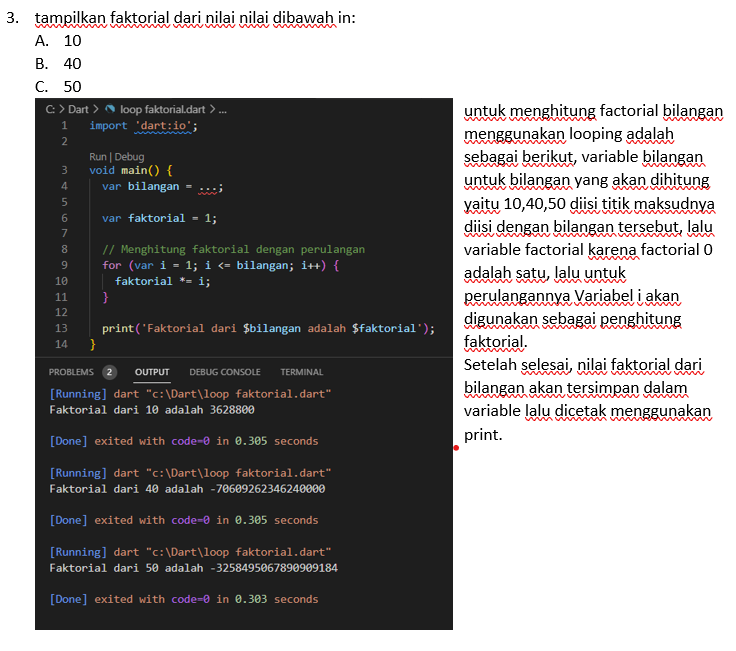 3. tampilkan faktorial dari nilai nilai dibawah in:
A. 10
B. 40
C. 50
C: > Dart > loop faktorial.dart > ...
1 import 'dart:io';
2
Run | Debug
3 void main() {
4 var bilangan = ...;
5
6 var faktorial = 1;
7
8 // Menghitung faktorial dengan perulangan
9 for (var i = 1; i <= bilangan; i++) {
10 faktorial *= i;
11 }
12
13 print('Faktorial dari $bilangan adalah $faktorial');
14 }
PROBLEMS 2 OUTPUT DEBUG CONSOLE TERMINAL
[Running] dart "c:\Dart\loop faktorial.dart"
Faktorial dari 10 adalah 3628800
[Done] exited with code=0 in 0.305 seconds
[Running] dart "c:\Dart\loop faktorial.dart"
Faktorial dari 40 adalah -70609262346240000
[Done] exited with code=0 in 0.305 seconds
[Running] dart "c:\Dart\loop faktorial.dart"
Faktorial dari 50 adalah -3258495067890909184
[Done] exited with code=0 in 0.303 seconds
untuk menghitung factorial bilangan
menggunakan looping adalah
sebagai berikut, variable bilangan
untuk bilangan yang akan dihitung
yaitu 10,40,50 diisi titik maksudnya
diisi dengan bilangan tersebut, lalu
variable factorial karena factorial 0
adalah satu, lalu untuk
perulangannya Variabel i akan
digunakan sebagai penghitung
faktorial.
Setelah selesai, nilai faktorial dari
bilangan akan tersimpan dalam
variable lalu dicetak menggunakan
print.